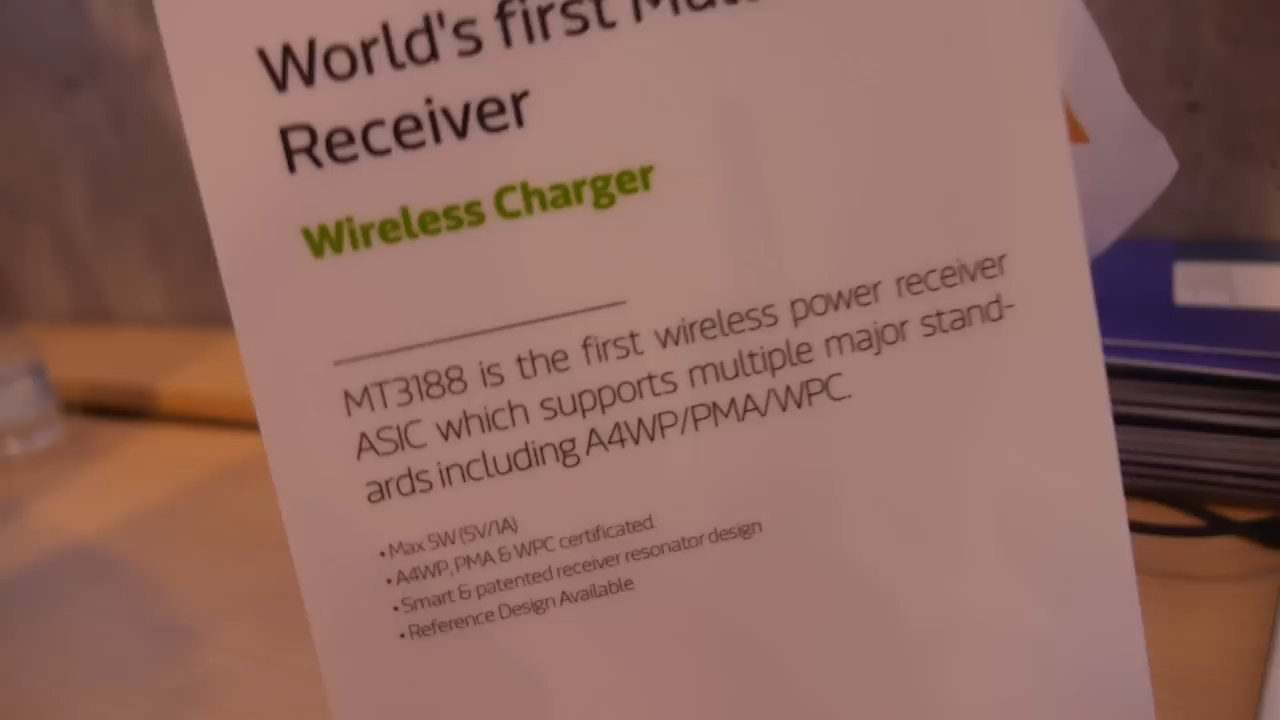 World's first
Receiver
Wireless Charger
MT3188 is the first wireless power receiver
ASIC which supports multiple major stand-
ards including A4WP/PMA/WPC.
• Max 5W (5V/1A)
• A4WP, PMA & WPC certificated.
• Smart & patented receiver resonator design
• Reference Design Available